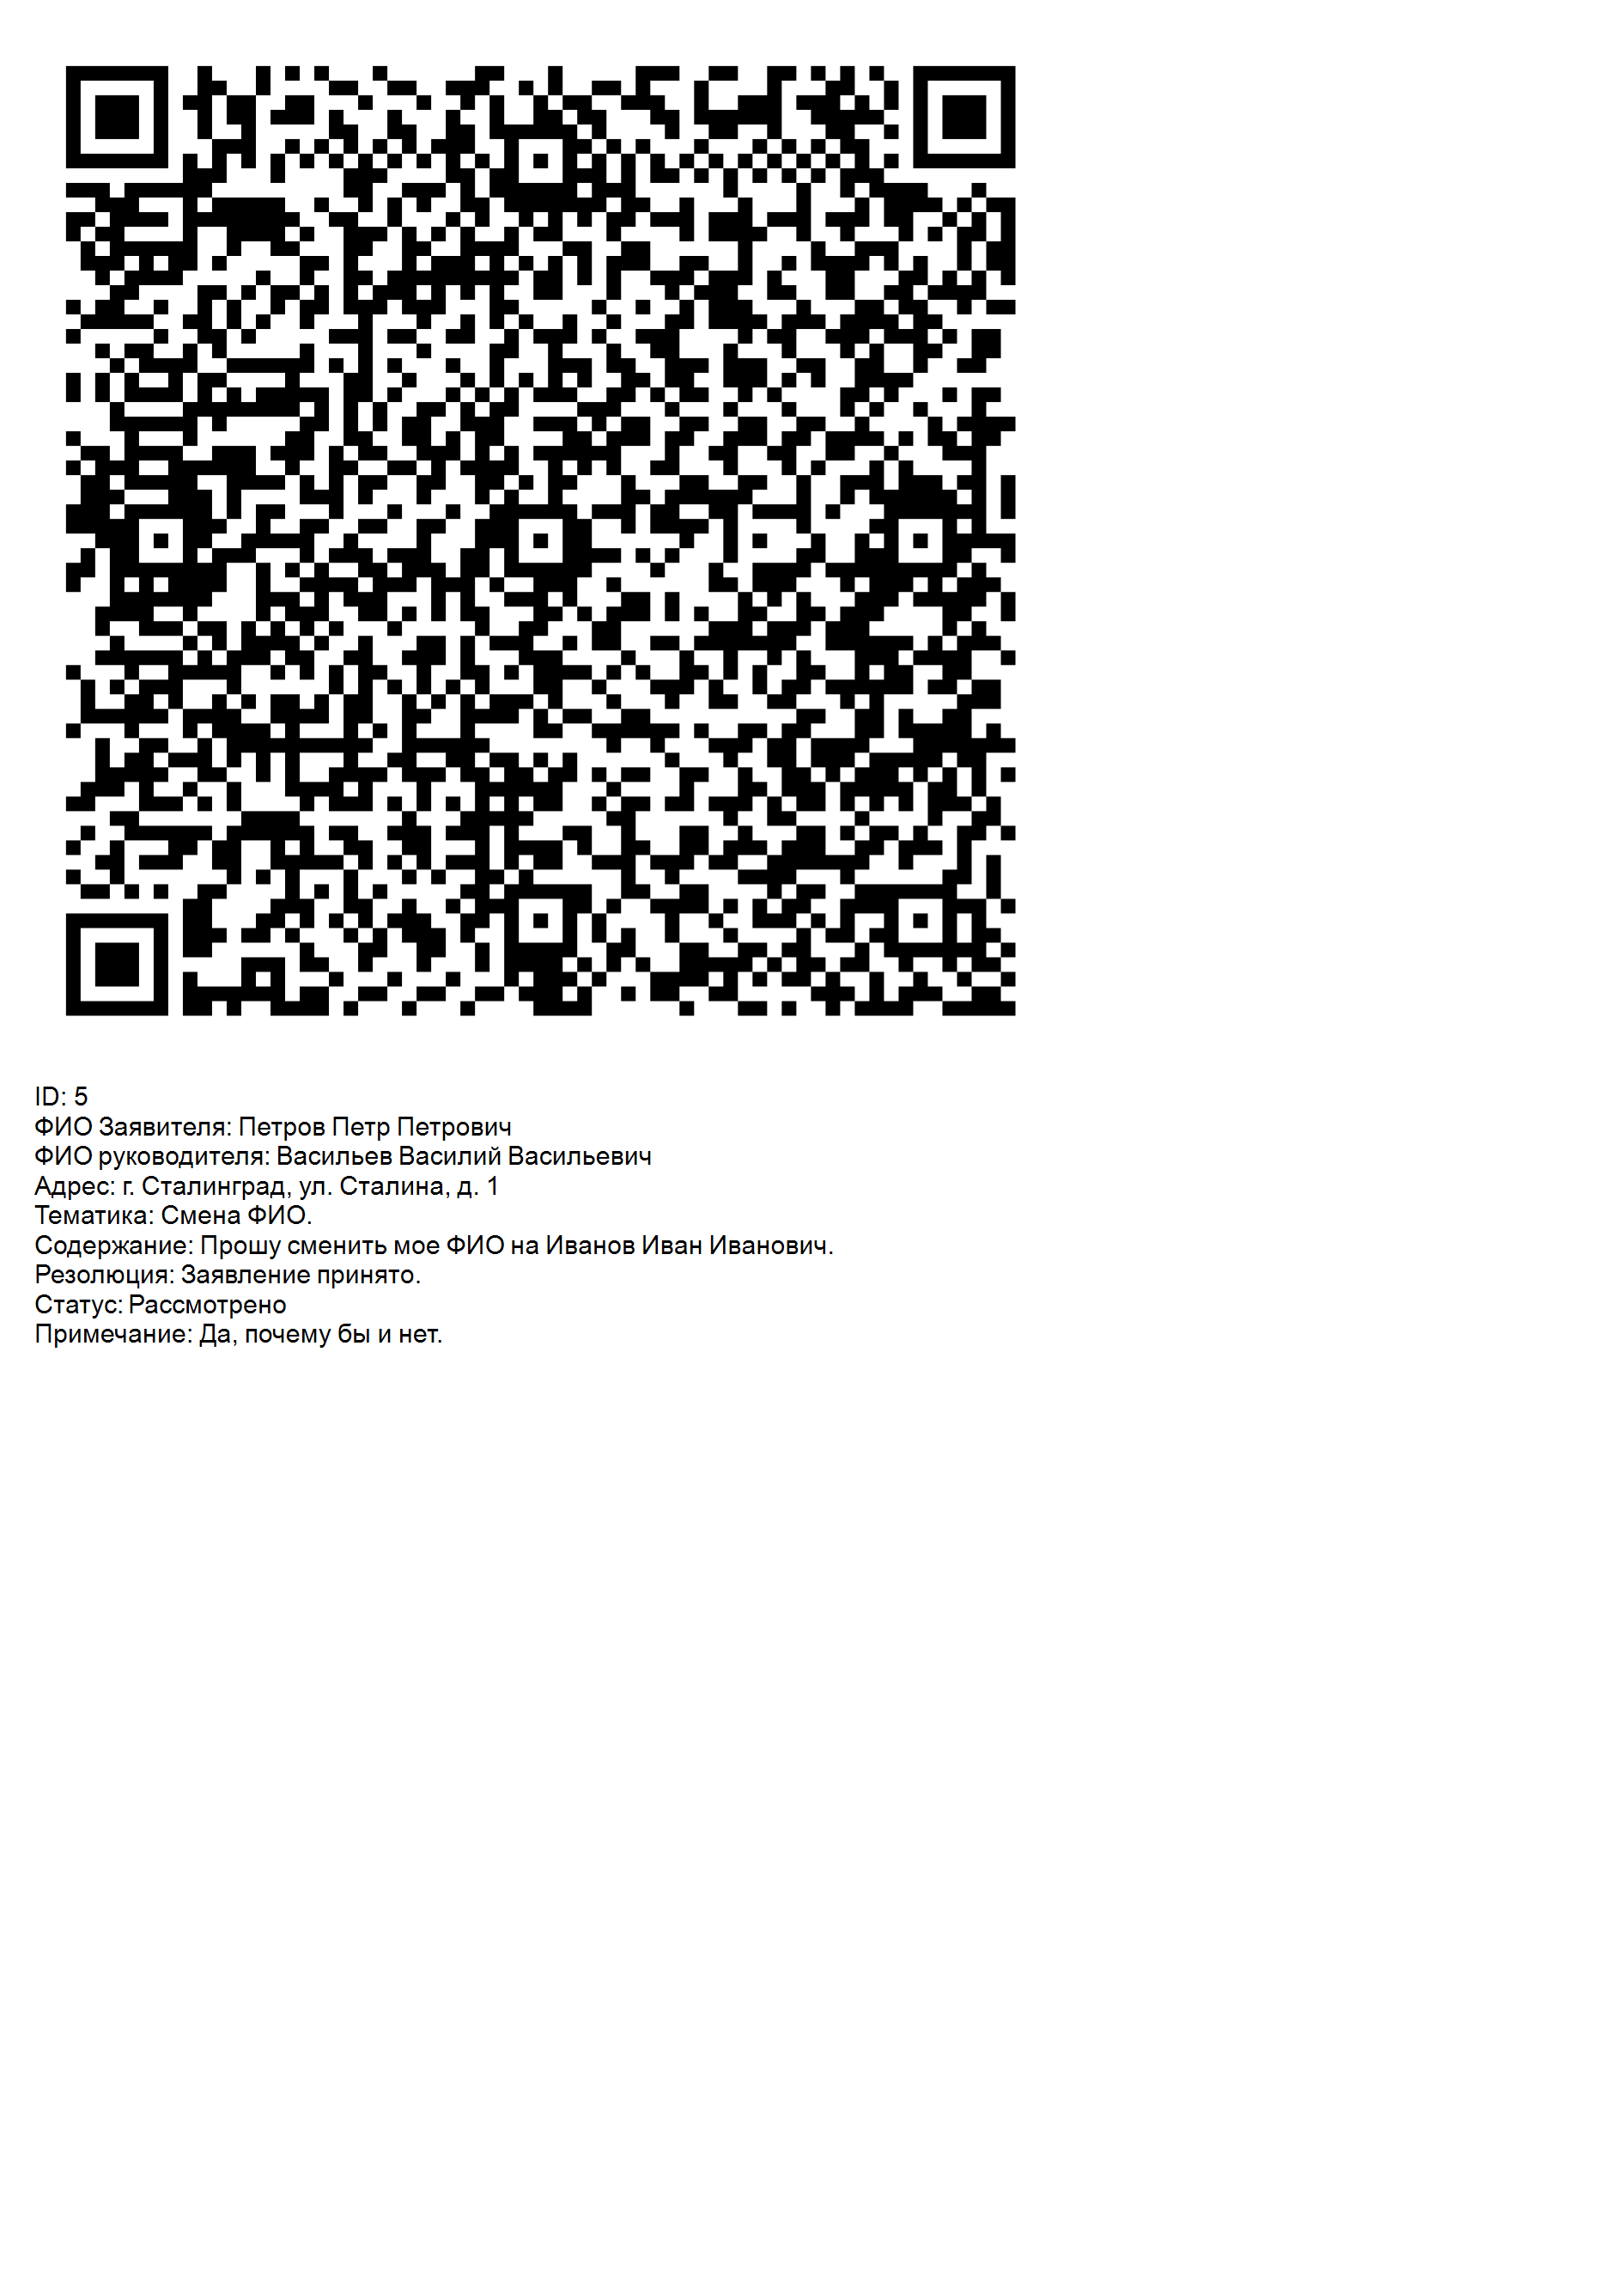 ID: 5
ФИО Заявителя: Петров Петр Петрович
ФИО руководителя: Васильев Василий Васильевич
Адрес: г. Сталинград, ул. Сталина, д. 1
Тематика: Смена ФИО.
Содержание: Прошу сменить мое ФИО на Иванов Иван Иванович.
Резолюция: Заявление принято.
Статус: Рассмотрено
Примечание: Да, почему бы и нет.